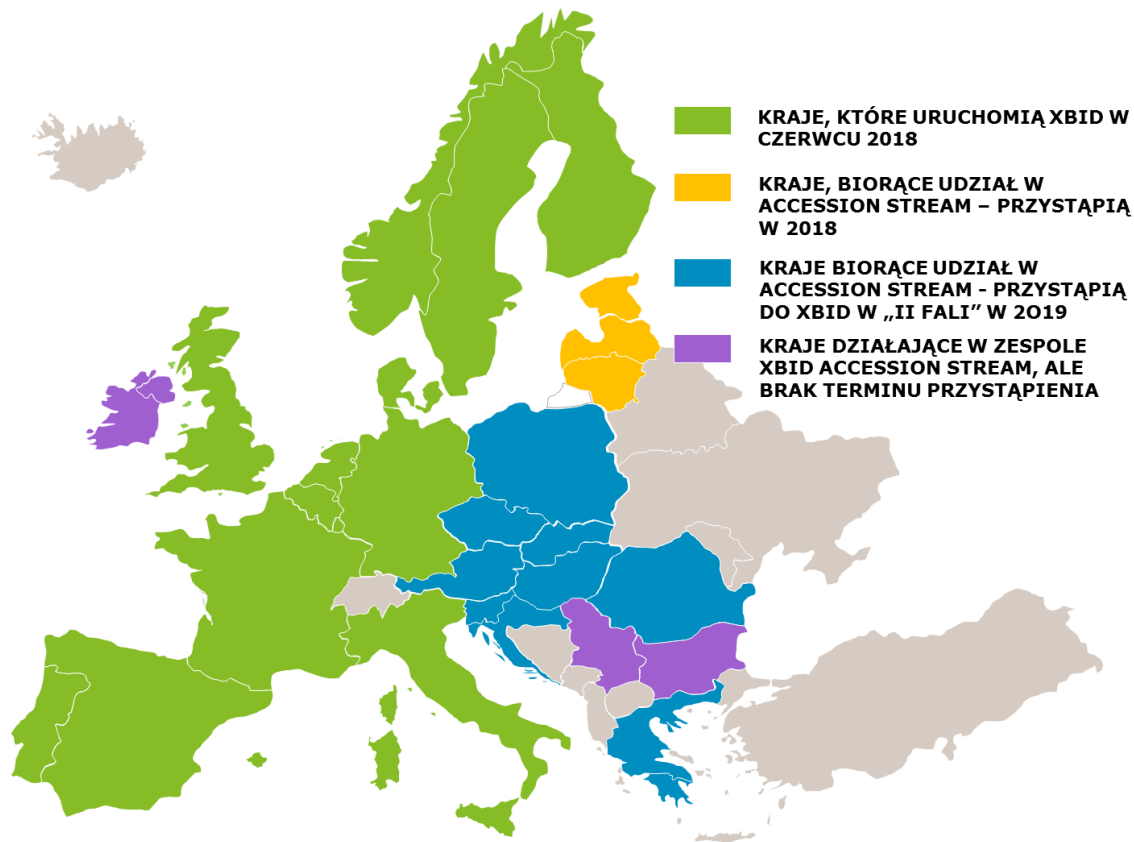 KRAJE, KTÓRE URUCHOMIĄ XBID W
CZERWCU 2018
KRAJE, BIORĄCE UDZIAŁ W
ACCESSION STREAM – PRZYSTĄPIĄ
W 2018
KRAJE BIORĄCE UDZIAŁ W
ACCESSION STREAM - PRZYSTĄPIĄ
DO XBID W „II FALI” W 2O19
KRAJE DZIAŁAJĄCE W ZESPOLE
XBID ACCESSION STREAM, ALE
BRAK TERMINU PRZYSTĄPIENIA